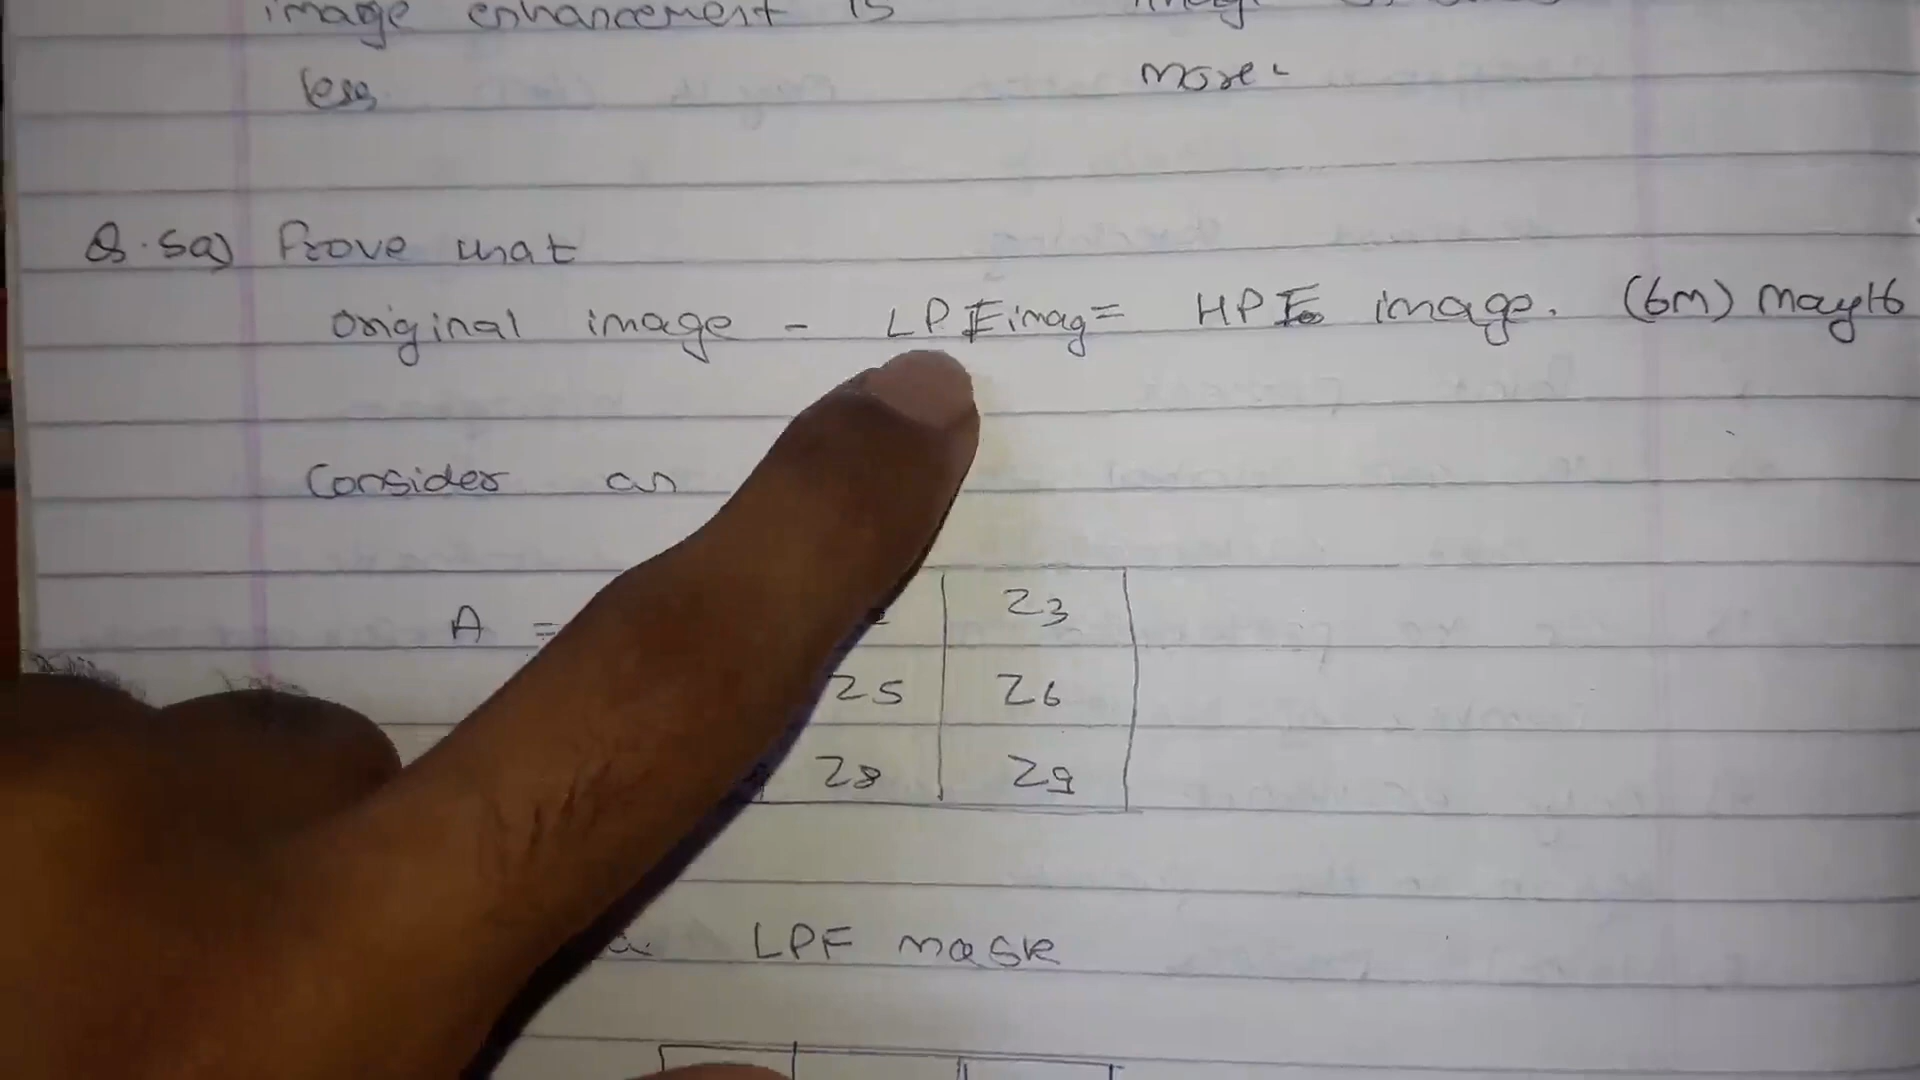 image enhancement is
less
more.
Q.5a) Prove that
original image - LPF imag = HPF image. (6m) May16
Consider an
A = Z3
Z5 Z6
Z8 Z9
LPF mask